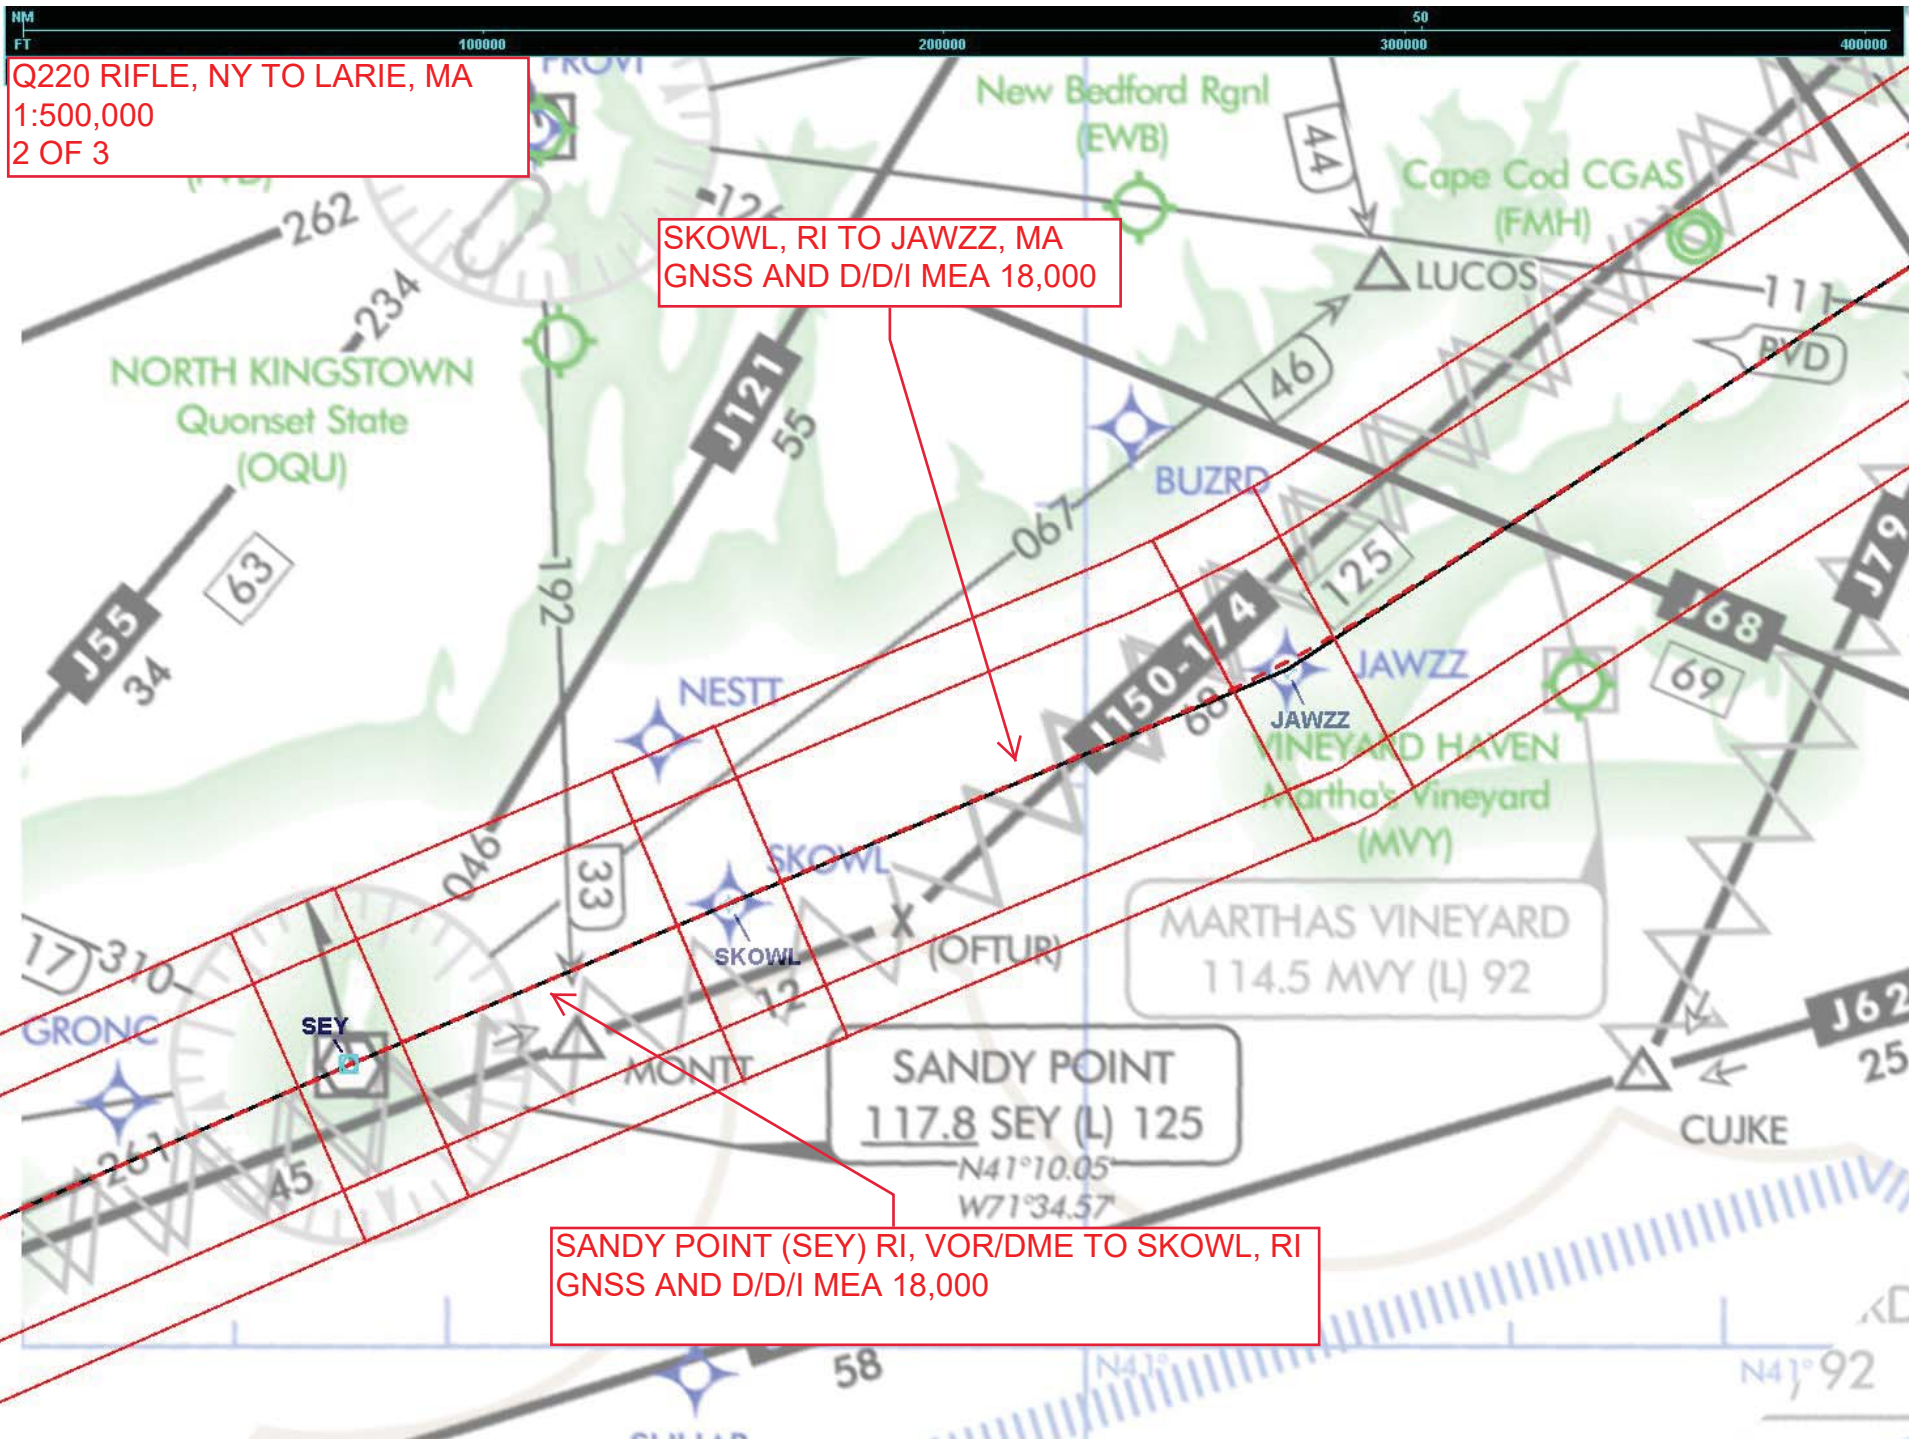 NM
50
FT
100000
200000
300000
400000
Q220 RIFLE, NY TO LARIE, MA
1:500,000
2 OF 3
PROVI
New Bedford Rgnl
(EWB)
44
Cape Cod CGAS
(FMH)
262
126
SKOWL, RI TO JAWZZ, MA
GNSS AND D/D/I MEA 18,000
LUCOS
111
234
PVD
NORTH KINGSTOWN
Quonset State
(OQU)
J121
55
46
BUZRD
067
63
192
125
J79
J55
34
J150-174
68
J68
69
NESTT
JAWZZ
JAWZZ
VINEYARD HAVEN
Martha's Vineyard
(MVY)
046
33
SKOWL
SKOWL
17
310
(OFTUR)
MARTHAS VINEYARD
114.5 MVY (L) 92
12
GRONC
SEY
MONTT
J62
25
SANDY POINT
117.8 SEY (L) 125
N41°10.05'
W71°34.57'
CUJKE
261
45
SANDY POINT (SEY) RI, VOR/DME TO SKOWL, RI
GNSS AND D/D/I MEA 18,000
58
N41°
N41°
92